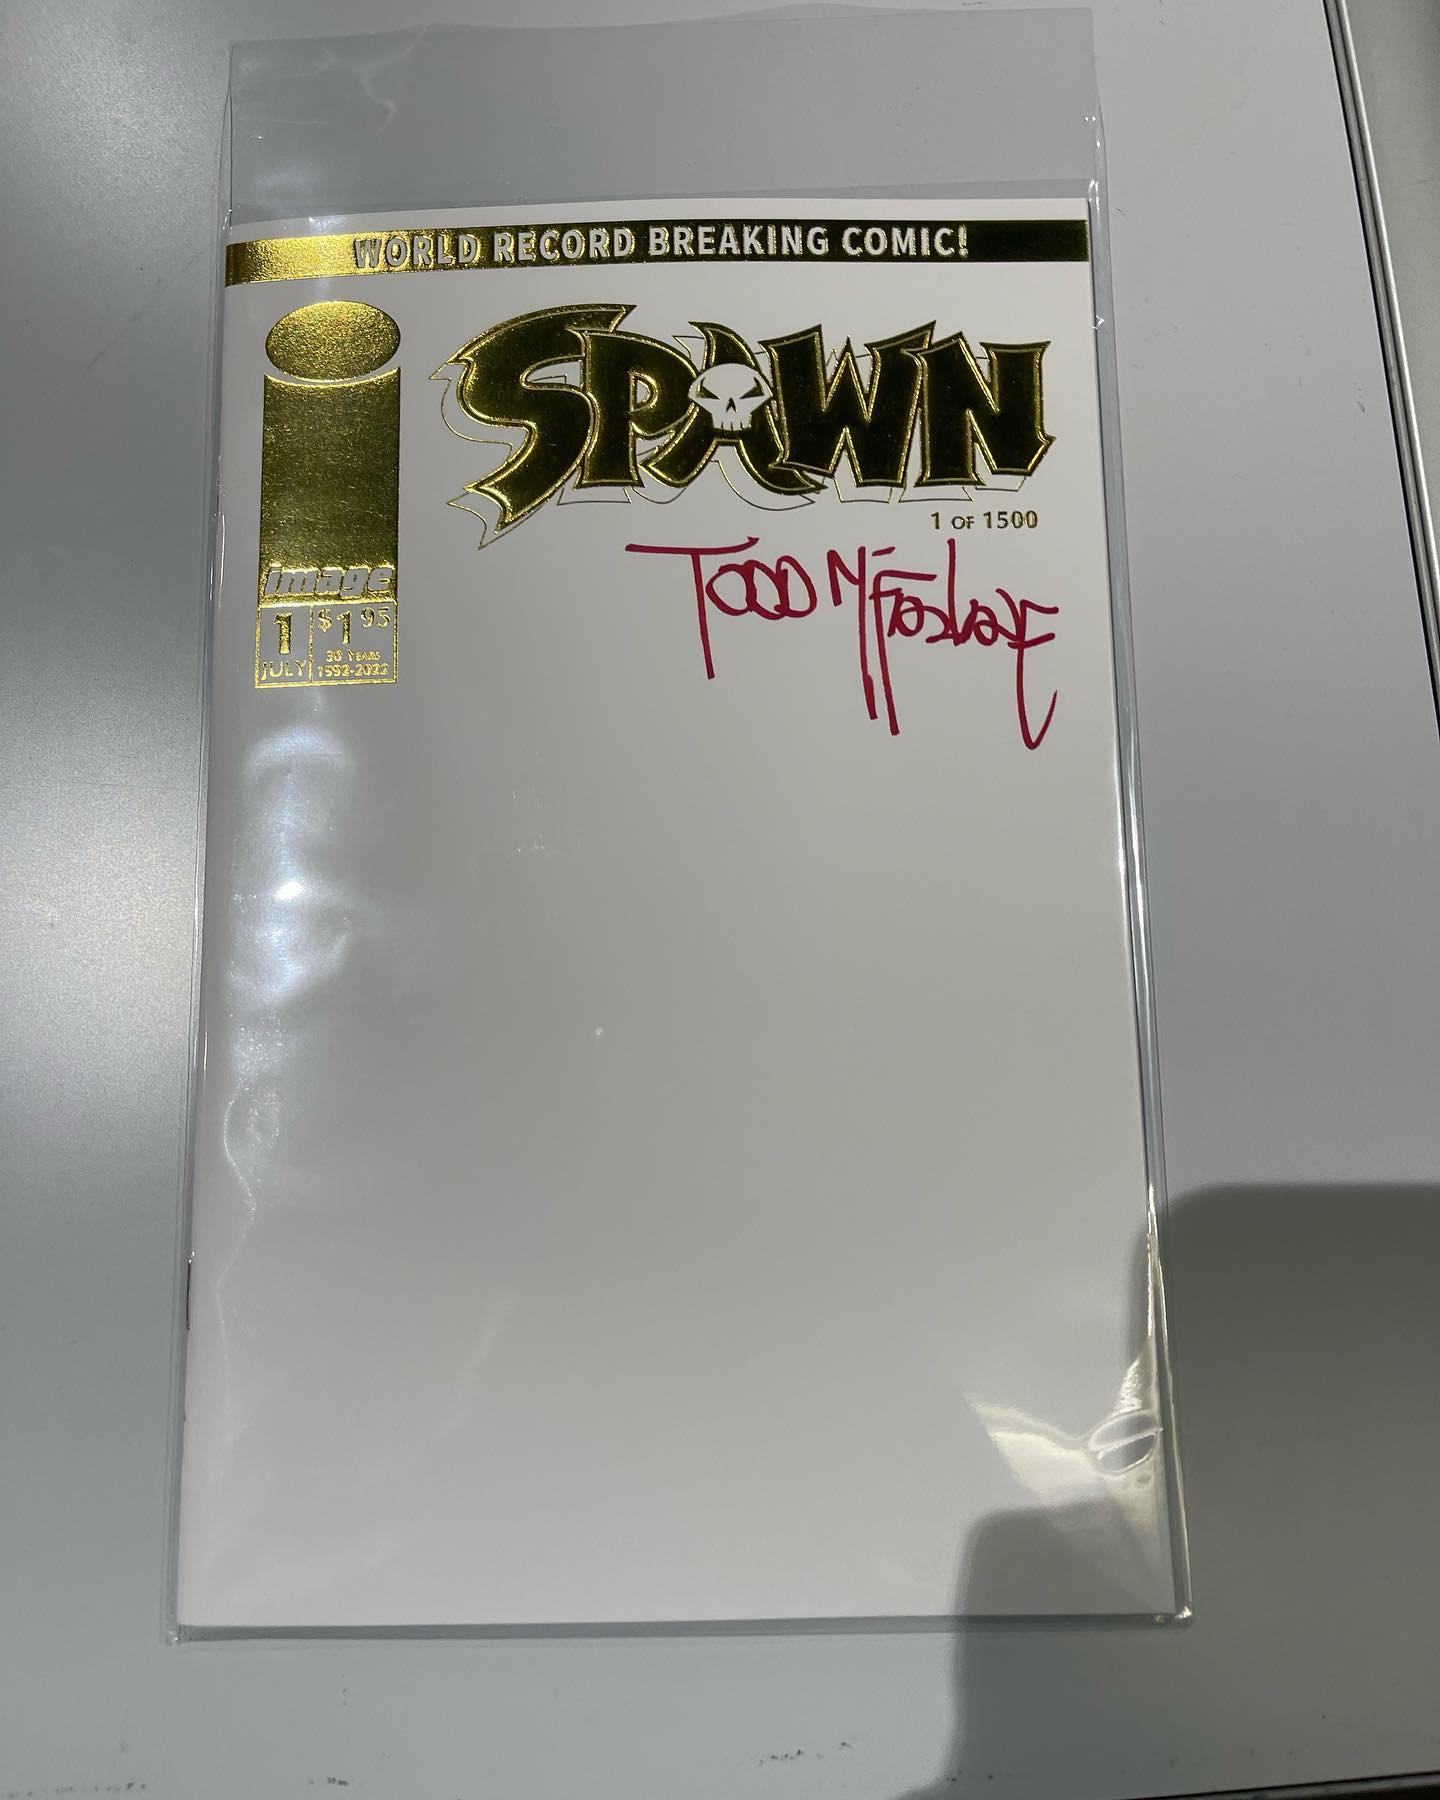 WORLD RECORD BREAKING COMIC!
SPAWN
1 OF 1500
TODD McFARLANE
image
1
JULY
$1.95
30 YEARS
1992-2022